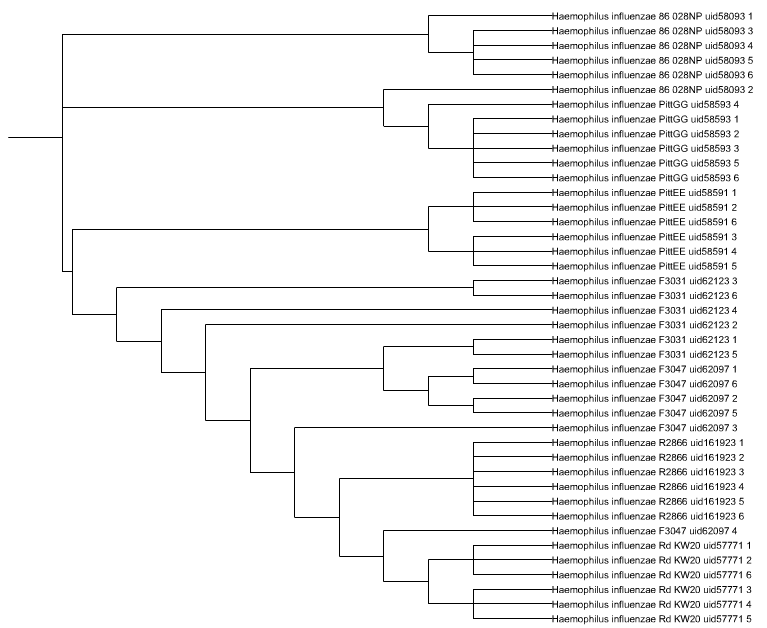 Haemophilus influenzae 86 028NP uid58093 1
Haemophilus influenzae 86 028NP uid58093 3
Haemophilus influenzae 86 028NP uid58093 4
Haemophilus influenzae 86 028NP uid58093 5
Haemophilus influenzae 86 028NP uid58093 6
Haemophilus influenzae 86 028NP uid58093 2
Haemophilus influenzae PittGG uid58593 4
Haemophilus influenzae PittGG uid58593 1
Haemophilus influenzae PittGG uid58593 2
Haemophilus influenzae PittGG uid58593 3
Haemophilus influenzae PittGG uid58593 5
Haemophilus influenzae PittGG uid58593 6
Haemophilus influenzae PittEE uid58591 1
Haemophilus influenzae PittEE uid58591 2
Haemophilus influenzae PittEE uid58591 6
Haemophilus influenzae PittEE uid58591 3
Haemophilus influenzae PittEE uid58591 4
Haemophilus influenzae PittEE uid58591 5
Haemophilus influenzae F3031 uid62123 3
Haemophilus influenzae F3031 uid62123 6
Haemophilus influenzae F3031 uid62123 4
Haemophilus influenzae F3031 uid62123 2
Haemophilus influenzae F3031 uid62123 1
Haemophilus influenzae F3031 uid62123 5
Haemophilus influenzae F3047 uid62097 1
Haemophilus influenzae F3047 uid62097 6
Haemophilus influenzae F3047 uid62097 2
Haemophilus influenzae F3047 uid62097 5
Haemophilus influenzae F3047 uid62097 3
Haemophilus influenzae R2866 uid161923 1
Haemophilus influenzae R2866 uid161923 2
Haemophilus influenzae R2866 uid161923 3
Haemophilus influenzae R2866 uid161923 4
Haemophilus influenzae R2866 uid161923 5
Haemophilus influenzae R2866 uid161923 6
Haemophilus influenzae F3047 uid62097 4
Haemophilus influenzae Rd KW20 uid57771 1
Haemophilus influenzae Rd KW20 uid57771 2
Haemophilus influenzae Rd KW20 uid57771 6
Haemophilus influenzae Rd KW20 uid57771 3
Haemophilus influenzae Rd KW20 uid57771 4
Haemophilus influenzae Rd KW20 uid57771 5